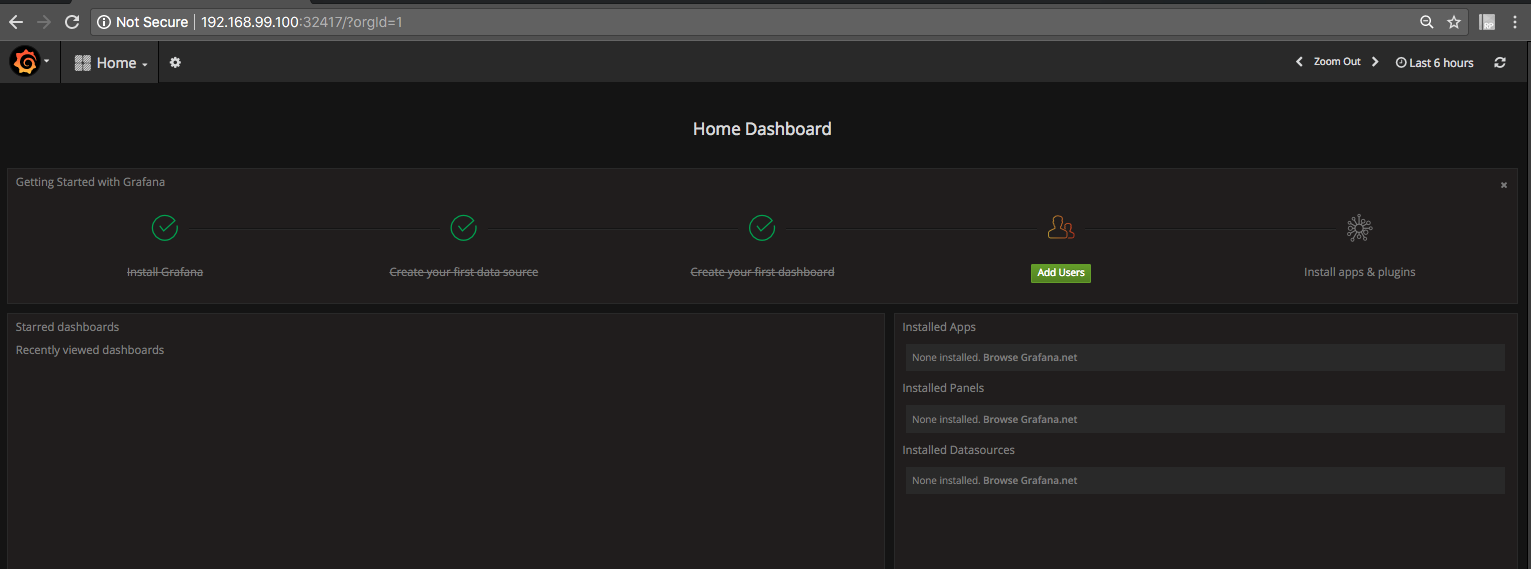 Not Secure | 192.168.99.100:32417/?orgId=1
RP
Home
Zoom Out
Last 6 hours
Home Dashboard
Getting Started with Grafana
Install Grafana
Create your first data source
Create your first dashboard
Add Users
Install apps & plugins
Starred dashboards
Recently viewed dashboards
Installed Apps
None installed. Browse Grafana.net
Installed Panels
None installed. Browse Grafana.net
Installed Datasources
None installed. Browse Grafana.net